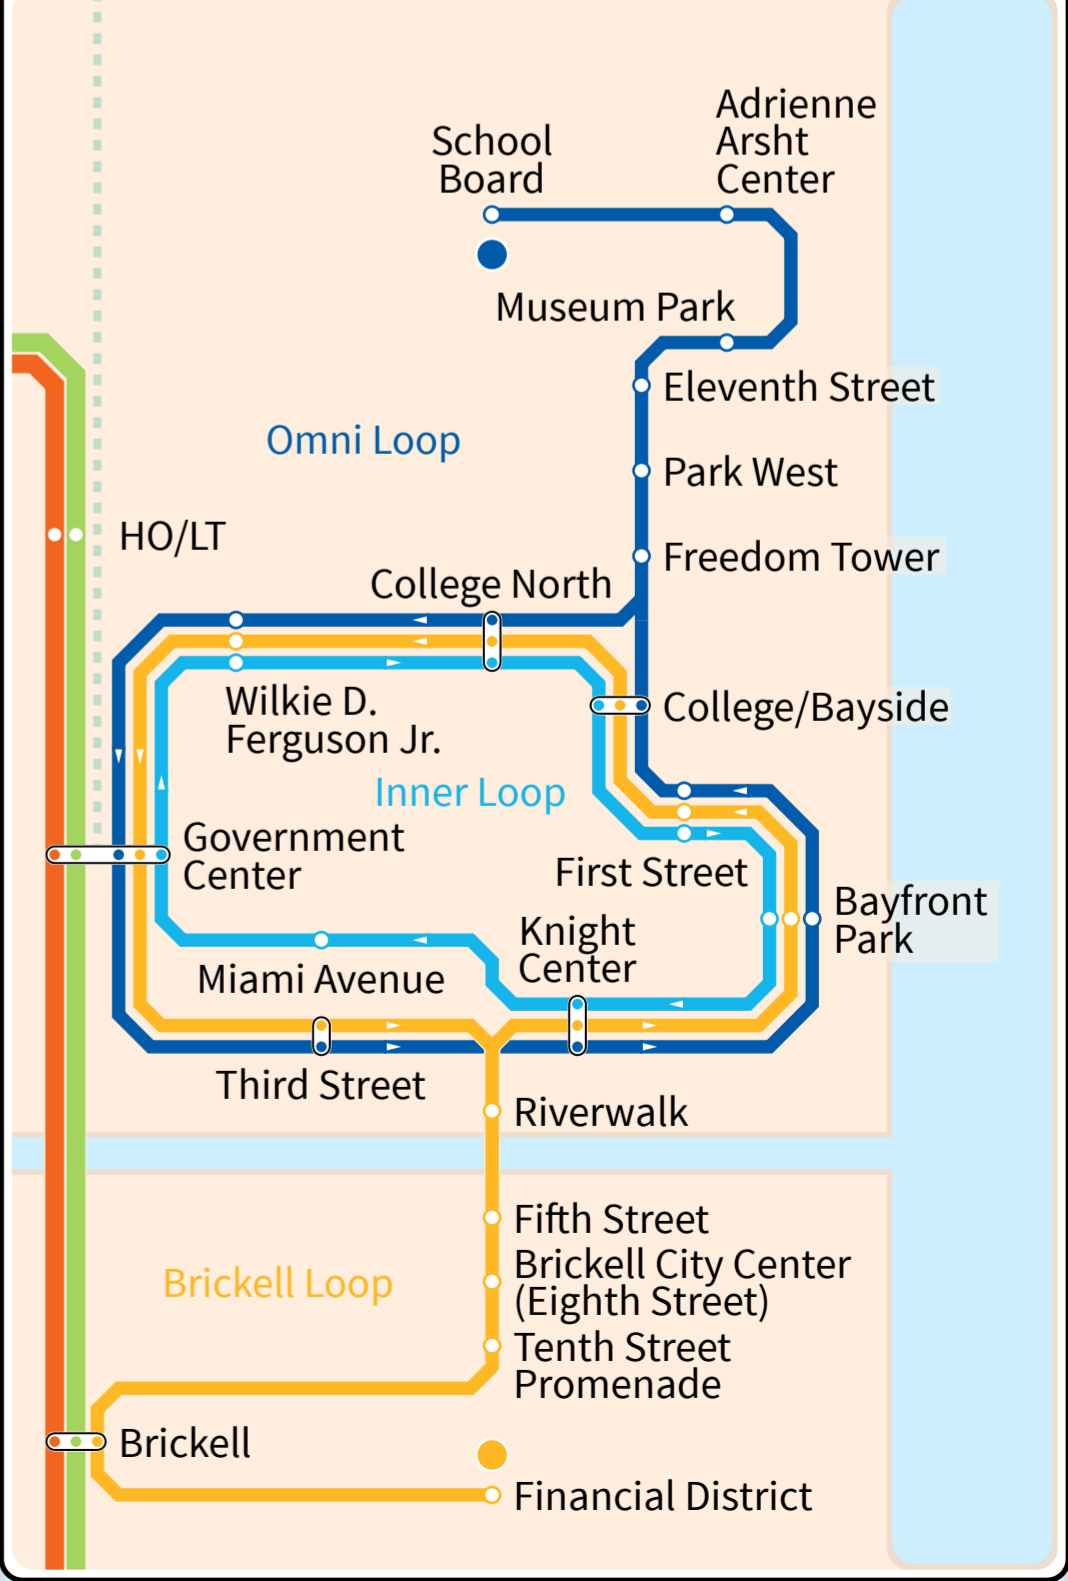 Adrienne
Arsht
Center
School
Board
Museum Park
Eleventh Street
Omni Loop
Park West
HO/LT
Freedom Tower
College North
College/Bayside
Wilkie D.
Ferguson Jr.
Inner Loop
Government
Center
First Street
Bayfront
Park
Knight
Center
Miami Avenue
Third Street
Riverwalk
Fifth Street
Brickell City Center
(Eighth Street)
Brickell Loop
Tenth Street
Promenade
Brickell
Financial District